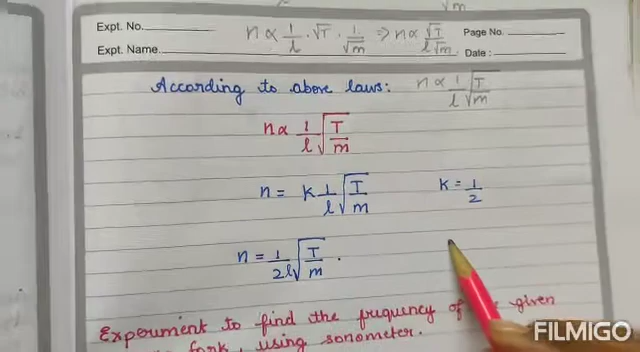 √m
Expt. No. n ∝ 1/l · √T · 1/√m ⇒ n ∝ √T/l√m Page No.
Expt. Name Date :
According to above laws: n ∝ 1/l √T/m
n ∝ 1/l √T/m
n = K 1/l √T/m K = 1/2
n = 1/2l √T/m .
Experiment to find the frequency of given
fork, using sonometer.
FILMIGO